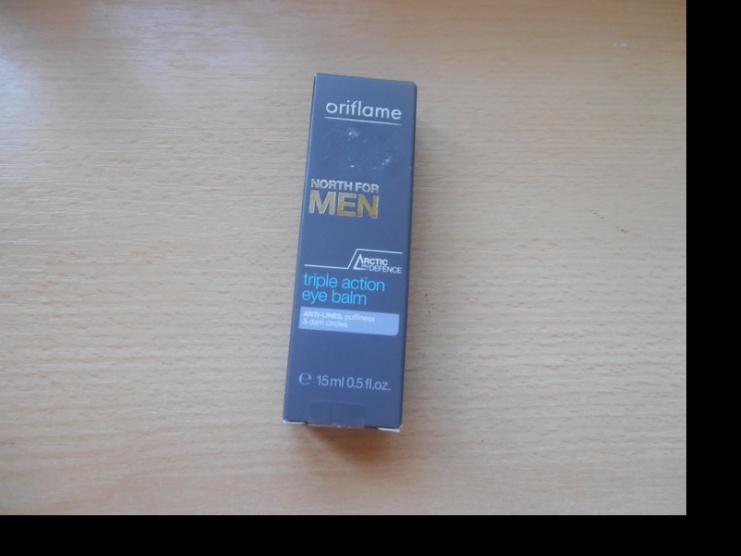 oriflame
NORTH FOR
MEN
ARCTIC
DEFENCE
triple action
eye balm
ANTI-LINES, puffiness
& dark circles
e 15 ml 0.5 fl.oz.